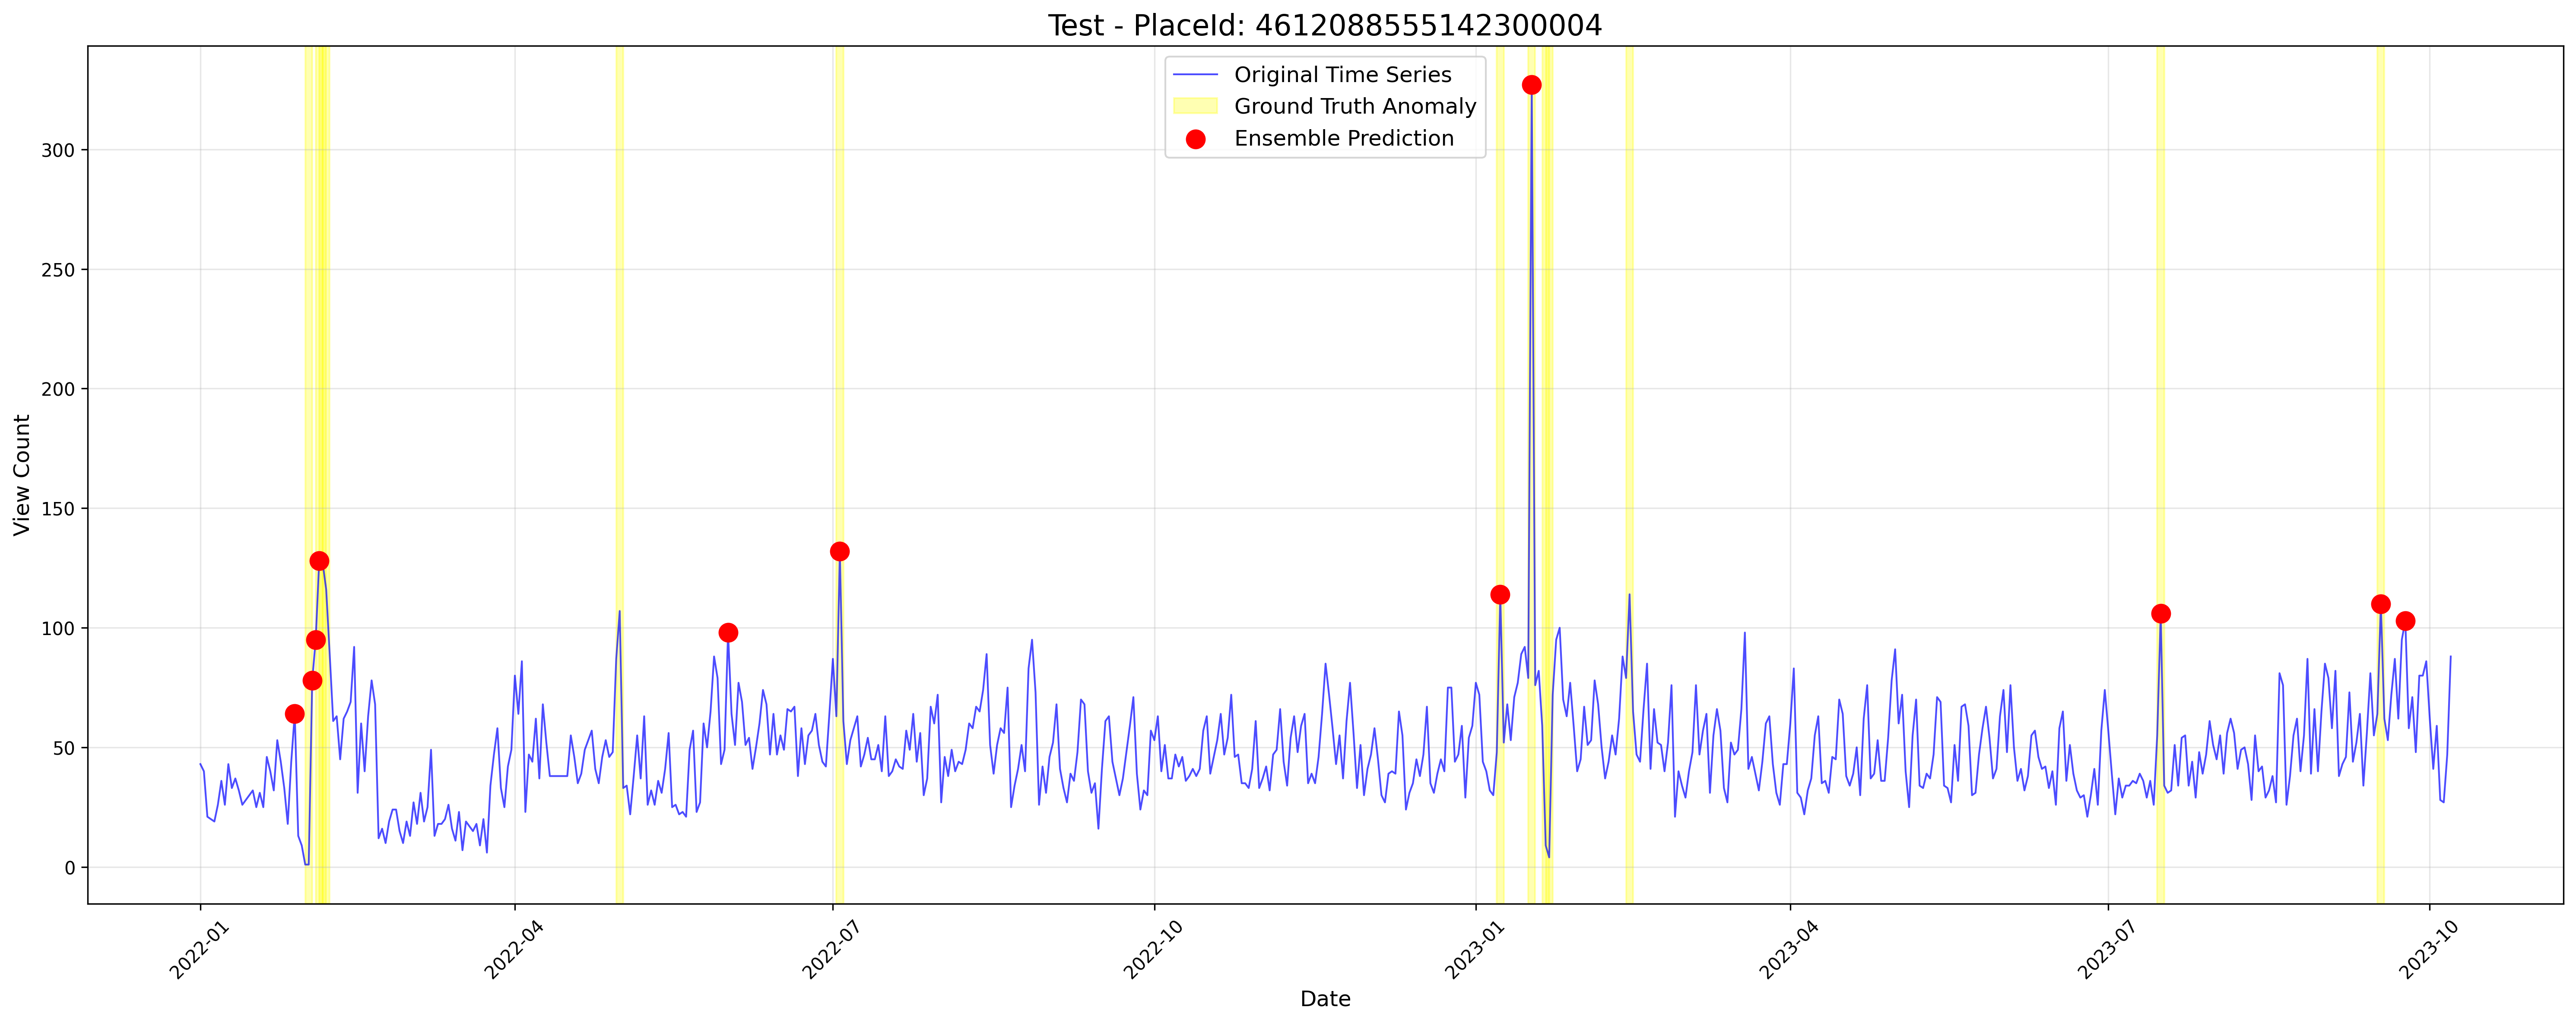 Test - PlaceId: 4612088555142300004
Original Time Series
Ground Truth Anomaly
Ensemble Prediction
View Count
300
250
200
150
100
50
0
2022-01
2022-04
2022-07
2022-10
2023-01
2023-04
2023-07
2023-10
Date